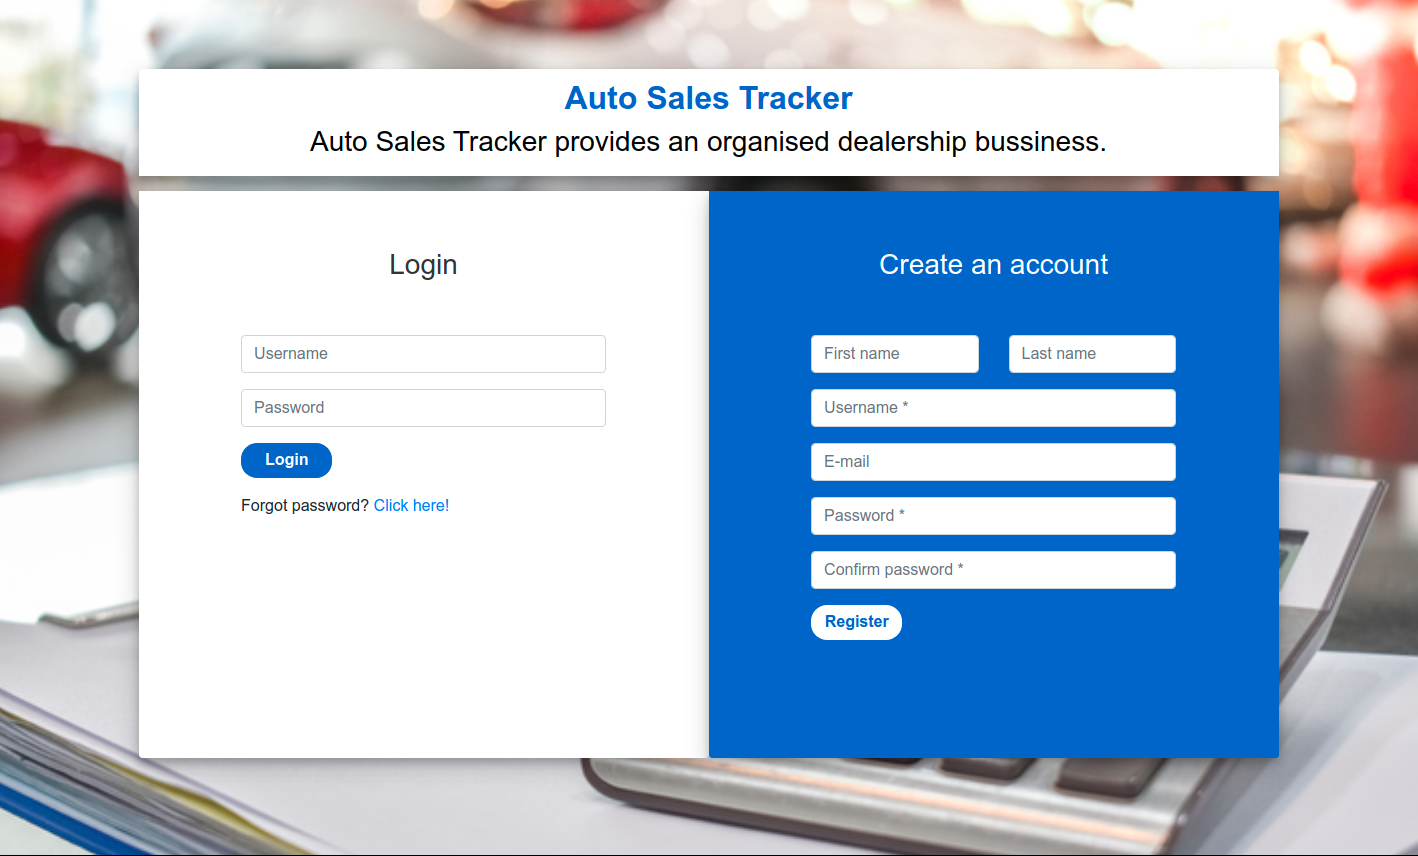 Auto Sales Tracker
Auto Sales Tracker provides an organised dealership bussiness.
Login
Username
Password
Login
Forgot password? Click here!
Create an account
First name Last name
Username *
E-mail
Password *
Confirm password *
Register